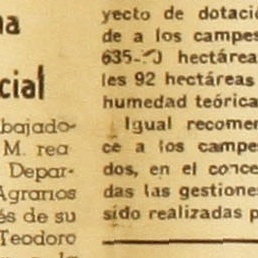 na
cial
bajado-
M. rea
Depar-
Agrarios
és de su
Teodoro
yecto de dotació
de a los campes
hectárea
les 92 hectáreas
humedad teórica
Igual recomen
ce a los campe
dos, en el conce
das las gestiones
sido realizadas p